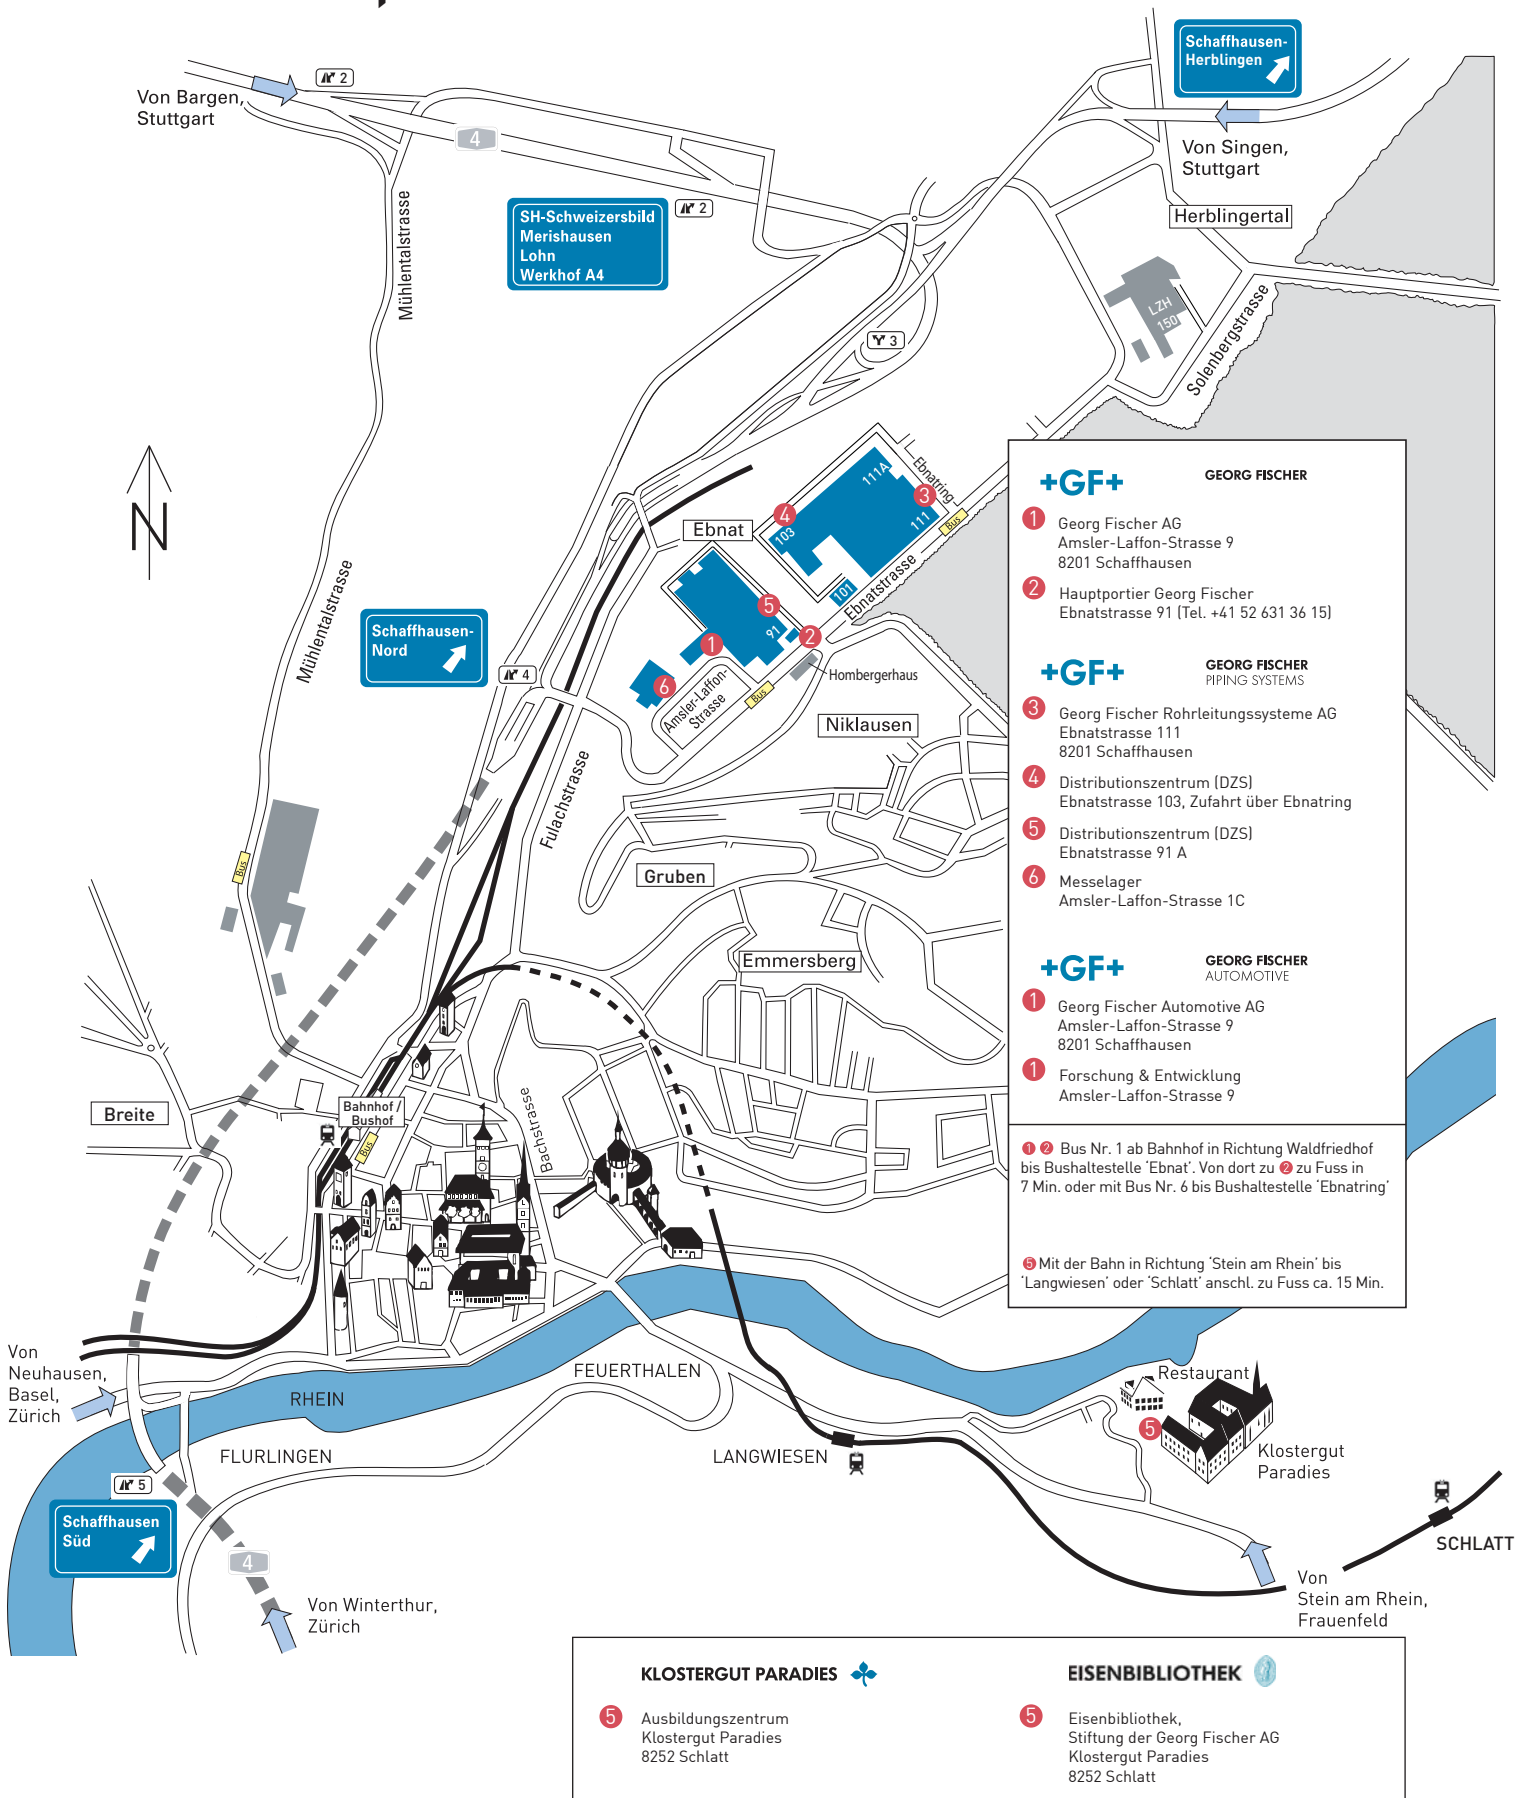 Schaffhausen-
Herblingen
2
Von Bargen,
Stuttgart
4
Von Singen,
Stuttgart
SH-Schweizersbild
Merishausen
Lohn
Werkhof A4
2
Herblingertal
Mühlentalstrasse
LZH
150
Solenbergstrasse
3
N
Ebnat
111A
Ebnatring
3
111
4
103
Bus
101
Ebnatstrasse
5
91
2
1
6
Amsler-Laffon-
Strasse
Bus
Hombergerhaus
Niklausen
Mühlentalstrasse
Schaffhausen-
Nord
4
Fulachstrasse
Gruben
Bus
Emmersberg
Breite
Bahnhof /
Bushof
Bus
Bachstrasse
+GF+
GEORG FISCHER
1 Georg Fischer AG
Amsler-Laffon-Strasse 9
8201 Schaffhausen
2 Hauptportier Georg Fischer
Ebnatstrasse 91 (Tel. +41 52 631 36 15)
+GF+
GEORG FISCHER
PIPING SYSTEMS
3 Georg Fischer Rohrleitungssysteme AG
Ebnatstrasse 111
8201 Schaffhausen
4 Distributionszentrum (DZS)
Ebnatstrasse 103, Zufahrt über Ebnatring
5 Distributionszentrum (DZS)
Ebnatstrasse 91 A
6 Messelager
Amsler-Laffon-Strasse 1C
+GF+
GEORG FISCHER
AUTOMOTIVE
1 Georg Fischer Automotive AG
Amsler-Laffon-Strasse 9
8201 Schaffhausen
1 Forschung & Entwicklung
Amsler-Laffon-Strasse 9
1 2 Bus Nr. 1 ab Bahnhof in Richtung Waldfriedhof
bis Bushaltestelle 'Ebnat'. Von dort zu 2 zu Fuss in
7 Min. oder mit Bus Nr. 6 bis Bushaltestelle 'Ebnatring'
5 Mit der Bahn in Richtung 'Stein am Rhein' bis
'Langwiesen' oder 'Schlatt' anschl. zu Fuss ca. 15 Min.
Von
Neuhausen,
Basel,
Zürich
RHEIN
FEUERTHALEN
FLURLINGEN
LANGWIESEN
Restaurant
5
Klostergut
Paradies
SCHLATT
5
Schaffhausen
Süd
4
Von Winterthur,
Zürich
Von
Stein am Rhein,
Frauenfeld
KLOSTERGUT PARADIES
5 Ausbildungszentrum
Klostergut Paradies
8252 Schlatt
EISENBIBLIOTHEK
5 Eisenbibliothek,
Stiftung der Georg Fischer AG
Klostergut Paradies
8252 Schlatt